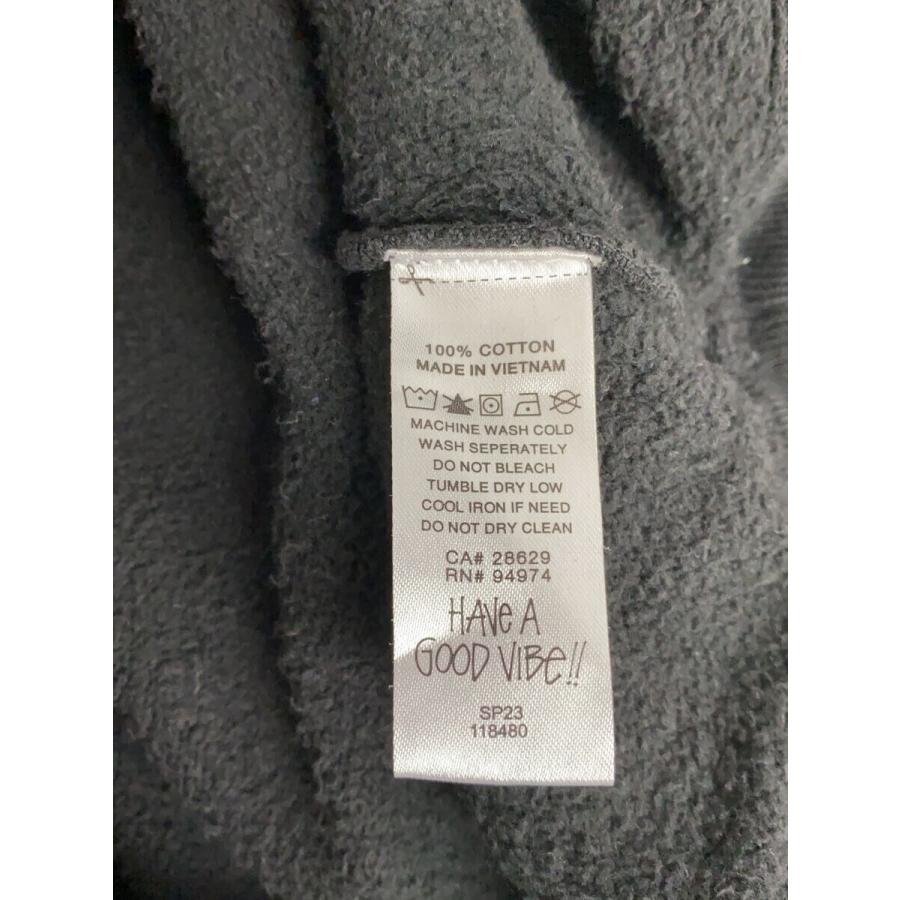 100% COTTON
MADE IN VIETNAM
MACHINE WASH COLD
WASH SEPERATELY
DO NOT BLEACH
TUMBLE DRY LOW
COOL IRON IF NEED
DO NOT DRY CLEAN
CA# 28629
RN# 94974
HAVE A
GOOD VIBE!!
SP23
118480